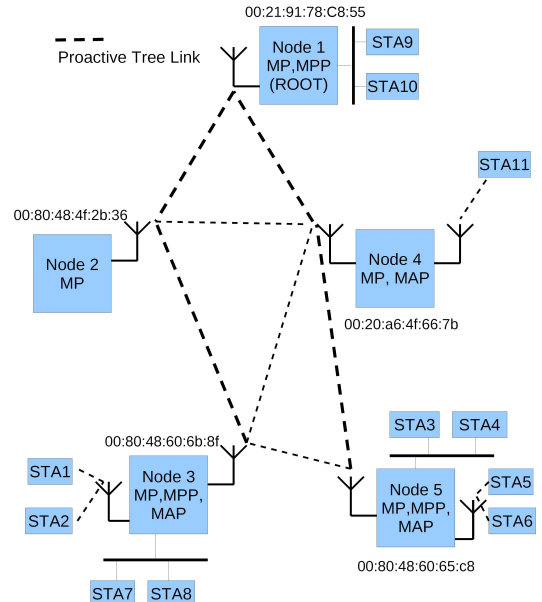 00:21:91:78:C8:55
Proactive Tree Link
Node 1
MP,MPP
(ROOT)
STA9
STA10
STA11
00:80:48:4f:2b:36
Node 2
MP
Node 4
MP, MAP
00:20:a6:4f:66:7b
STA3
STA4
00:80:48:60:6b:8f
STA1
STA2
Node 3
MP,MPP,
MAP
Node 5
MP,MPP,
MAP
STA5
STA6
00:80:48:60:65:c8
STA7
STA8